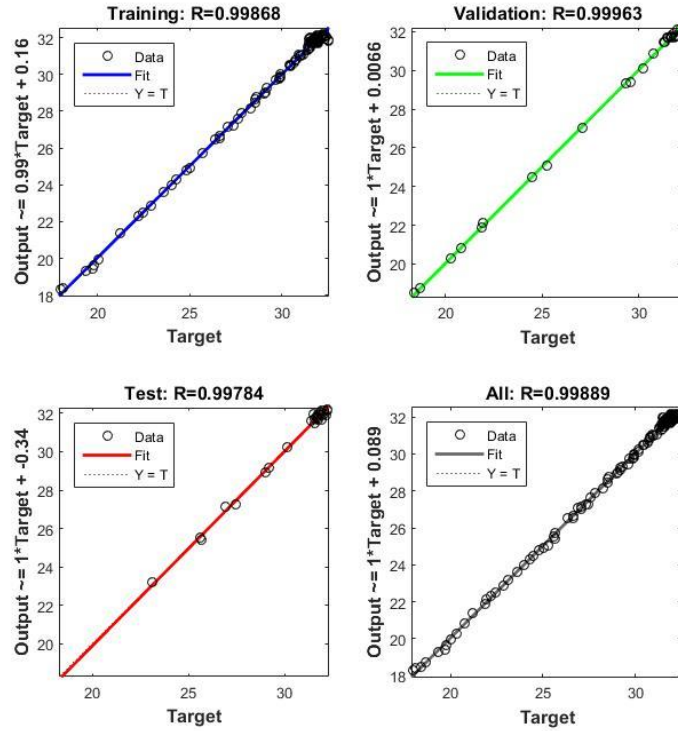 Training: R=0.99868
Output ~= 0.99*Target + 0.16
32
30
28
26
24
22
20
18
Data
Fit
Y = T
20
25
30
Target
Validation: R=0.99963
Output ~= 1*Target + 0.0066
32
30
28
26
24
22
20
Data
Fit
Y = T
20
25
30
Target
Test: R=0.99784
Output ~= 1*Target + -0.34
32
30
28
26
24
22
20
Data
Fit
Y = T
20
25
30
Target
All: R=0.99889
Output ~= 1*Target + 0.089
32
30
28
26
24
22
20
18
Data
Fit
Y = T
20
25
30
Target